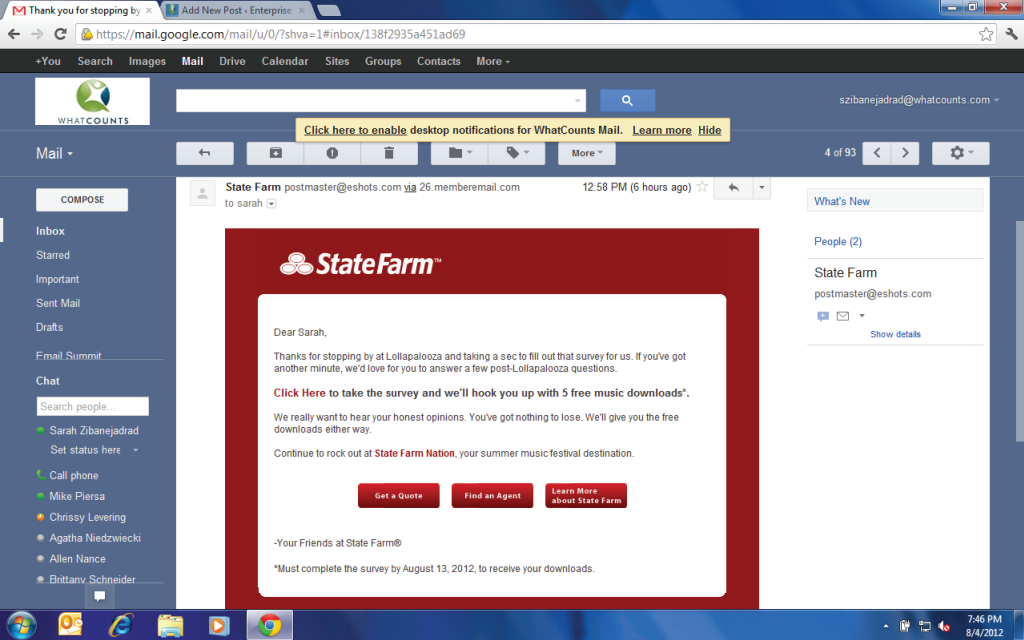 Thank you for stopping by
Add New Post ‹ Enterprise
https://mail.google.com/mail/u/0/?shva=1#inbox/138f2935a451ad69
+You Search Images Mail Drive Calendar Sites Groups Contacts More
WHATCOUNTS
szibanejadrad@whatcounts.com
Click here to enable desktop notifications for WhatCounts Mail. Learn more Hide
Mail
More
4 of 93
COMPOSE
Inbox
Starred
Important
Sent Mail
Drafts
Email Summit
Chat
Search people...
Sarah Zibanejadrad
Set status here
Call phone
Mike Piersa
Chrissy Levering
Agatha Niedzwiecki
Allen Nance
Brittany Schneider
State Farm postmaster@eshots.com via 26.memberemail.com
12:58 PM (6 hours ago)
to sarah
StateFarm™
Dear Sarah,
Thanks for stopping by at Lollapalooza and taking a sec to fill out that survey for us. If you've got
another minute, we'd love for you to answer a few post-Lollapalooza questions.
Click Here to take the survey and we'll hook you up with 5 free music downloads*.
We really want to hear your honest opinions. You've got nothing to lose. We'll give you the free
downloads either way.
Continue to rock out at State Farm Nation, your summer music festival destination.
Get a Quote
Find an Agent
Learn More
about State Farm
-Your Friends at State Farm®
*Must complete the survey by August 13, 2012, to receive your downloads.
What's New
People (2)
State Farm
postmaster@eshots.com
Show details
7:46 PM
8/4/2012